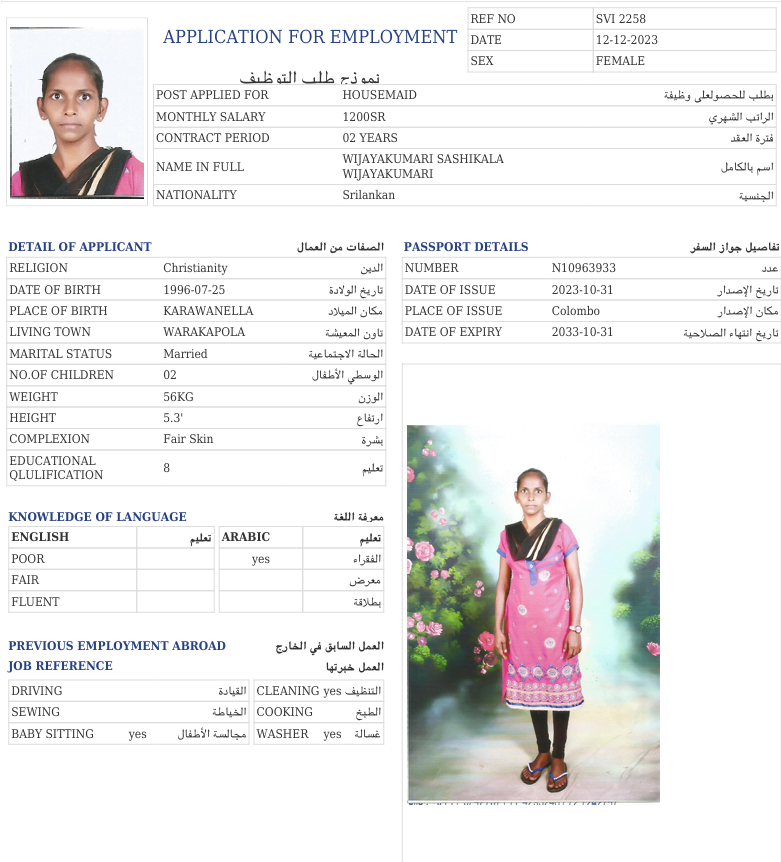 APPLICATION FOR EMPLOYMENT
نموذج طلب التوظيف
REF NO SVI 2258
DATE 12-12-2023
SEX FEMALE
POST APPLIED FOR HOUSEMAID بطلب للحصولعلى وظيفة
MONTHLY SALARY 1200SR الراتب الشهري
CONTRACT PERIOD 02 YEARS فترة العقد
NAME IN FULL WIJAYAKUMARI SASHIKALA اسم بالكامل
WIJAYAKUMARI
NATIONALITY Srilankan الجنسية
DETAIL OF APPLICANT الصفات من العمال
RELIGION Christianity الدين
DATE OF BIRTH 1996-07-25 تاريخ الولادة
PLACE OF BIRTH KARAWANELLA مكان الميلاد
LIVING TOWN WARAKAPOLA تاون المعيشة
MARITAL STATUS Married الحالة الاجتماعية
NO.OF CHILDREN 02 الوسطي الأطفال
WEIGHT 56KG الوزن
HEIGHT 5.3' ارتفاع
COMPLEXION Fair Skin بشرة
EDUCATIONAL
QLULIFICATION 8 تعليم
PASSPORT DETAILS تفاصيل جواز السفر
NUMBER N10963933 عدد
DATE OF ISSUE 2023-10-31 تاريخ الإصدار
PLACE OF ISSUE Colombo مكان الإصدار
DATE OF EXPIRY 2033-10-31 تاريخ انتهاء الصلاحية
KNOWLEDGE OF LANGUAGE معرفة اللغة
ENGLISH تعليم ARABIC تعليم
POOR yes الفقراء
FAIR معرض
FLUENT بطلاقة
PREVIOUS EMPLOYMENT ABROAD العمل السابق في الخارج
JOB REFERENCE العمل خبرتها
DRIVING القيادة CLEANING yes التنظيف
SEWING الخياطة COOKING الطبخ
BABY SITTING yes مجالسة الأطفال WASHER yes غسالة